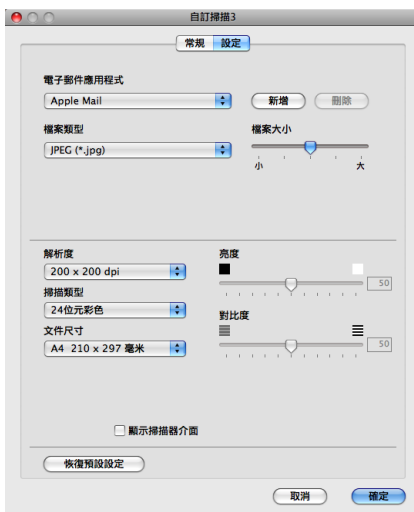 自訂掃描3
常規 設定
電子郵件應用程式
Apple Mail 新增 刪除
檔案類型 檔案大小
JPEG (*.jpg)
小 大
解析度 亮度
200 x 200 dpi
50
掃描類型
24位元彩色 對比度
文件尺寸
A4 210 x 297 毫米 50
顯示掃描器介面
恢復預設設定
取消 確定